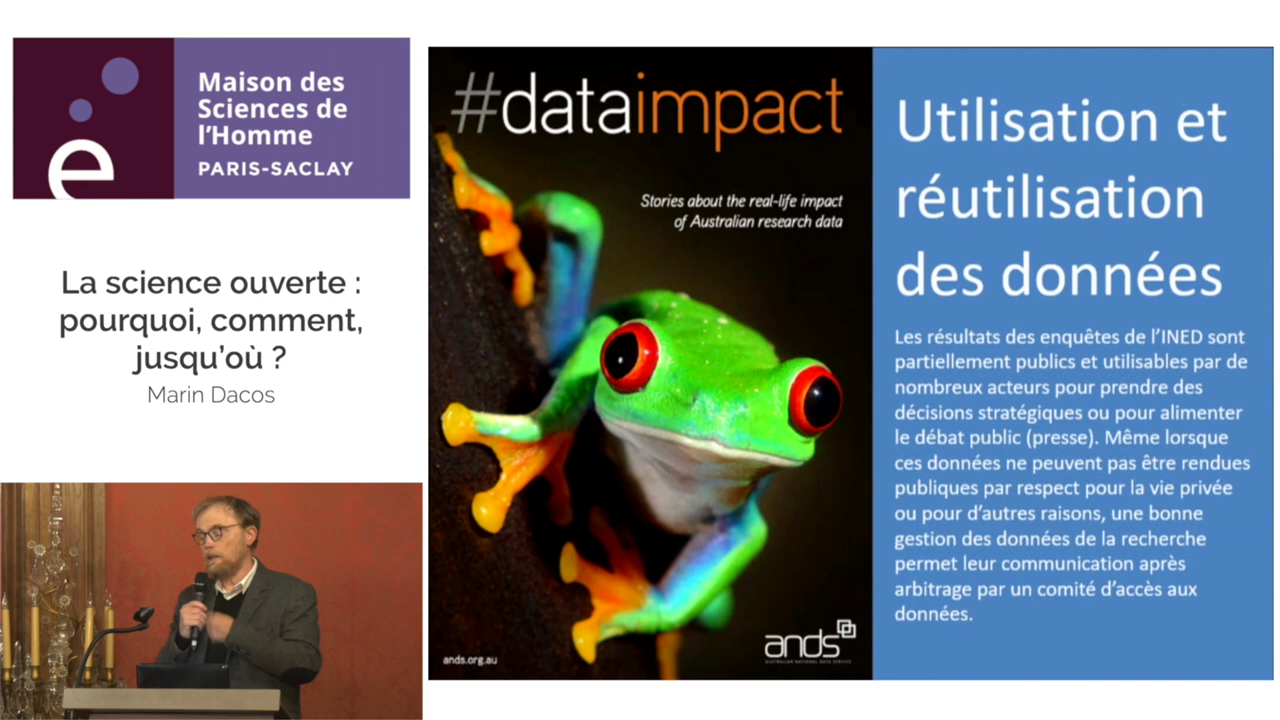 Maison des
Sciences de
l'Homme
PARIS-SACLAY
La science ouverte :
pourquoi, comment,
jusqu'où ?
Marin Dacos
#dataimpact
Stories about the real-life impact
of Australian research data
ands
AUSTRALIAN NATIONAL DATA SERVICE
ands.org.au
Utilisation et
réutilisation
des données
Les résultats des enquêtes de l'INED sont
partiellement publics et utilisables par de
nombreux acteurs pour prendre des
décisions stratégiques ou pour alimenter
le débat public (presse). Même lorsque
ces données ne peuvent pas être rendues
publiques par respect pour la vie privée
ou pour d'autres raisons, une bonne
gestion des données de la recherche
permet leur communication après
arbitrage par un comité d'accès aux
données.